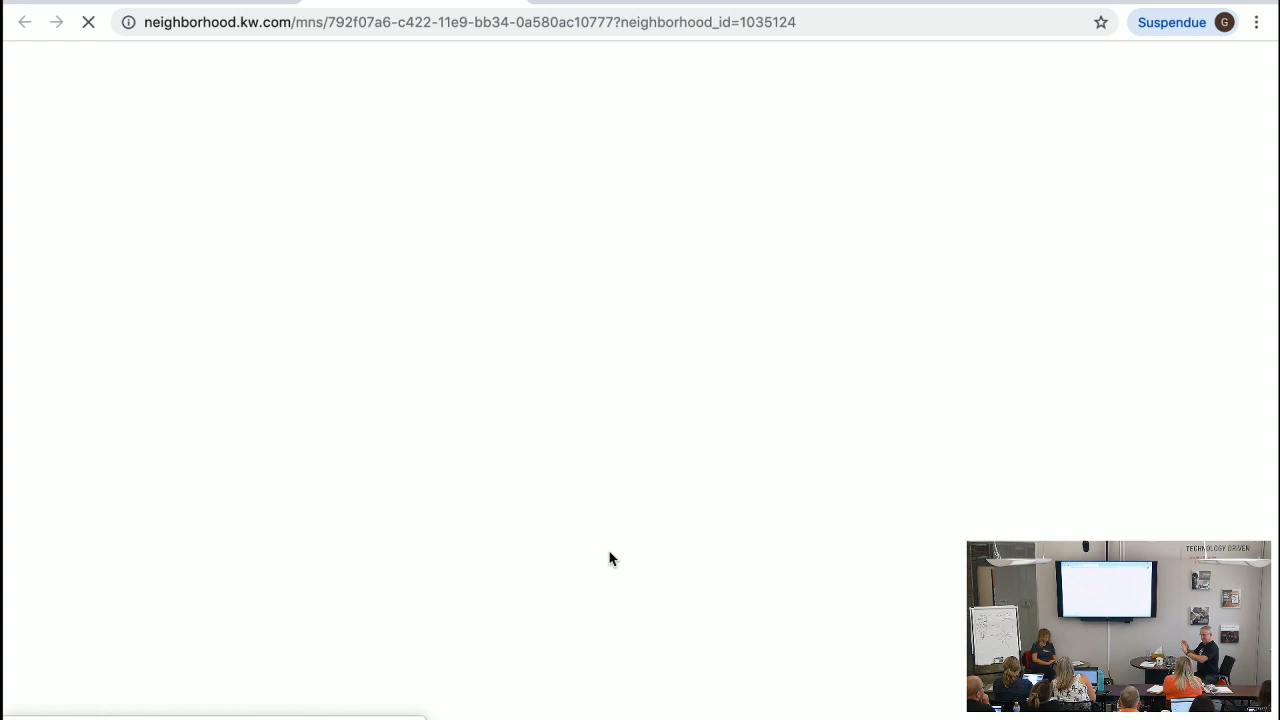 neighborhood.kw.com/mns/792f07a6-c422-11e9-bb34-0a580ac10777?neighborhood_id=1035124
Suspendue
G
TECHNOLOGY DRIVEN